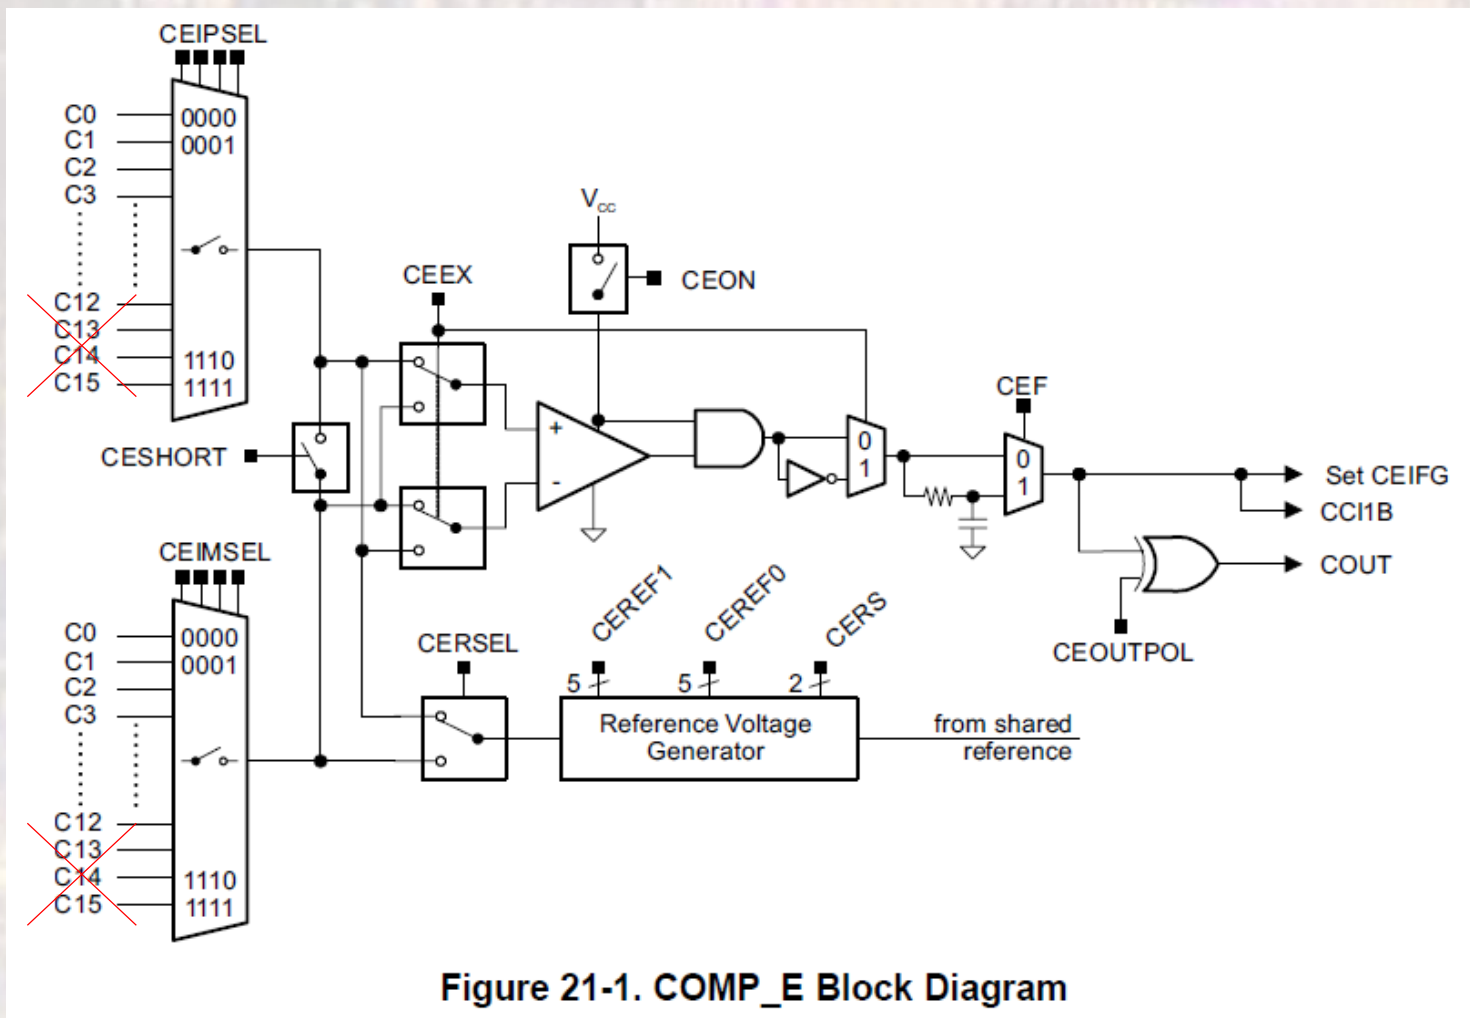 CEIPSEL
C0
0000
C1
0001
C2
C3
C12
C13
C14
1110
C15
1111
CESHORT
CEEX
Vcc
CEON
+
-
0
1
CEF
0
1
Set CEIFG
CCI1B
COUT
CEOUTPOL
CEIMSEL
C0
0000
C1
0001
C2
C3
C12
C13
C14
1110
C15
1111
CERSEL
CEREF1
CEREF0
CERS
5
5
2
Reference Voltage
Generator
from shared
reference
Figure 21-1. COMP_E Block Diagram